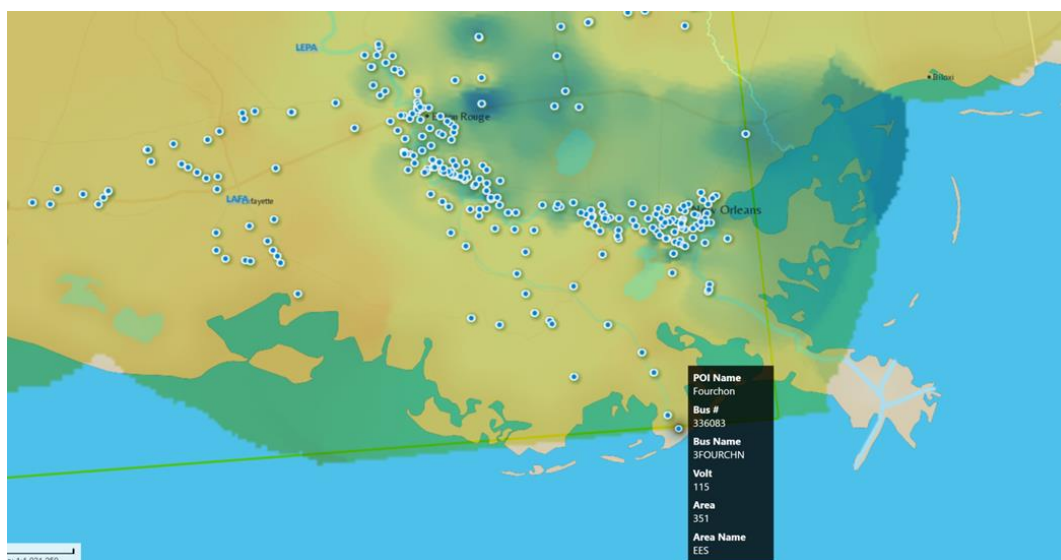 LEPA
Biloxi
Baton Rouge
LAFA
Lafayette
New Orleans
POI Name
Fourchon
Bus #
336083
Bus Name
3FOURCHN
Volt
115
Area
351
Area Name
EES